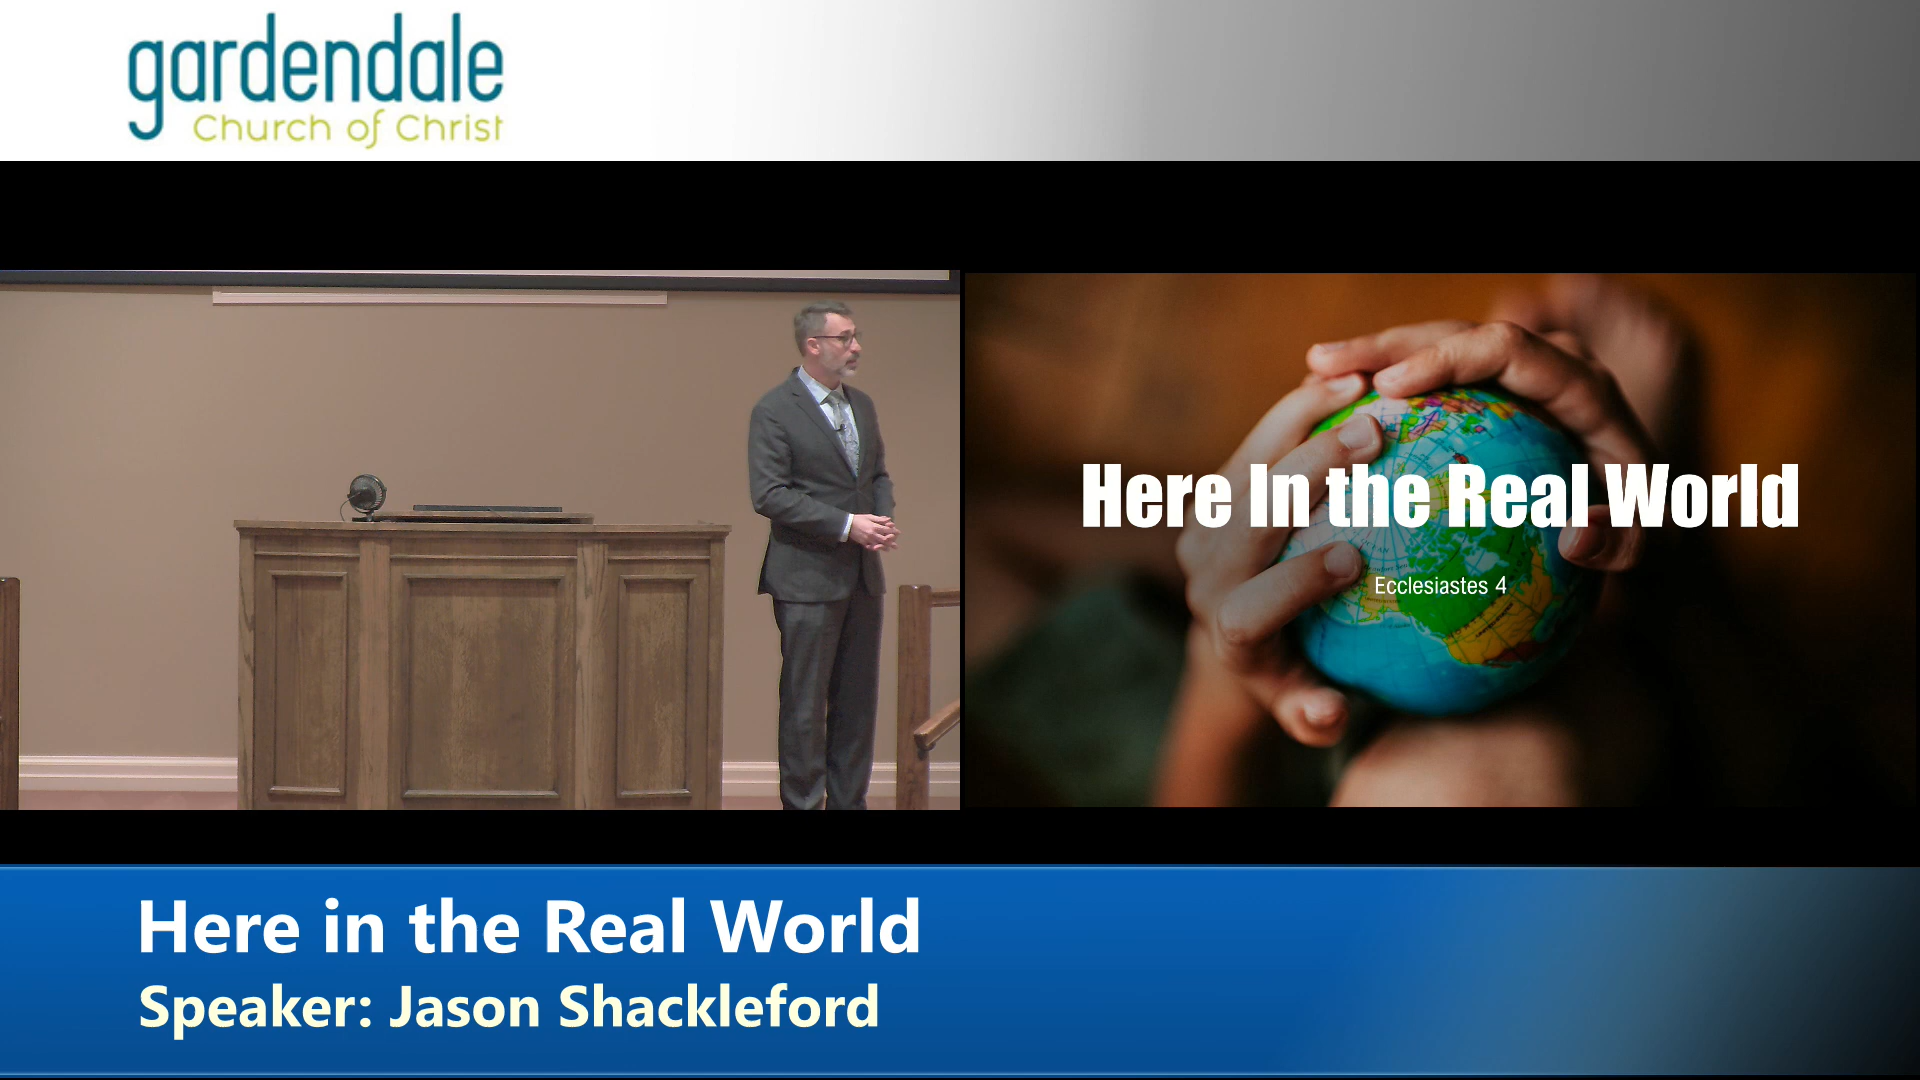 gardendale
Church of Christ
Here In the Real World
Ecclesiastes 4
Here in the Real World
Speaker: Jason Shackleford